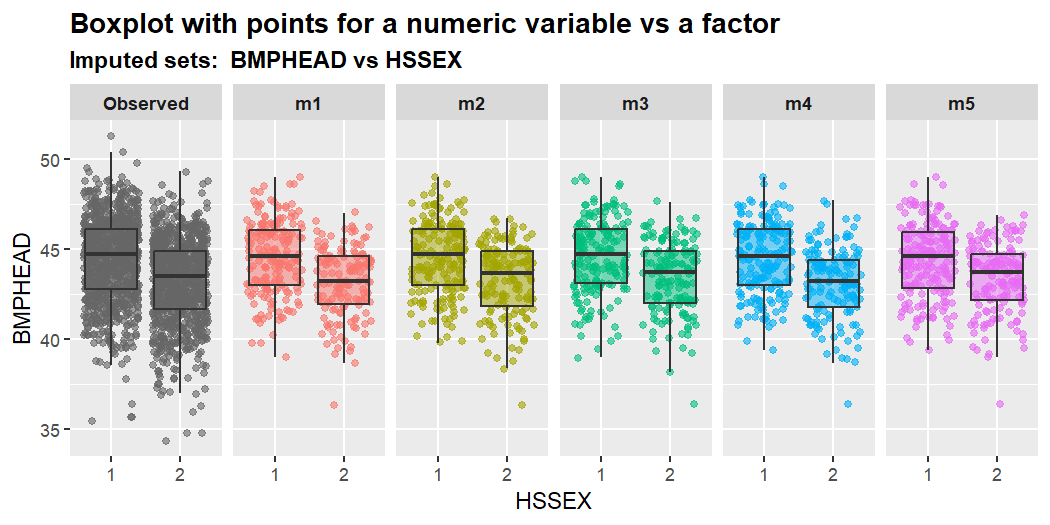 Boxplot with points for a numeric variable vs a factor
Imputed sets:  BMPHEAD vs HSSEX
Observed m1 m2 m3 m4 m5
BMPHEAD
50
45
40
35
1 2 1 2 1 2 1 2 1 2 1 2
HSSEX